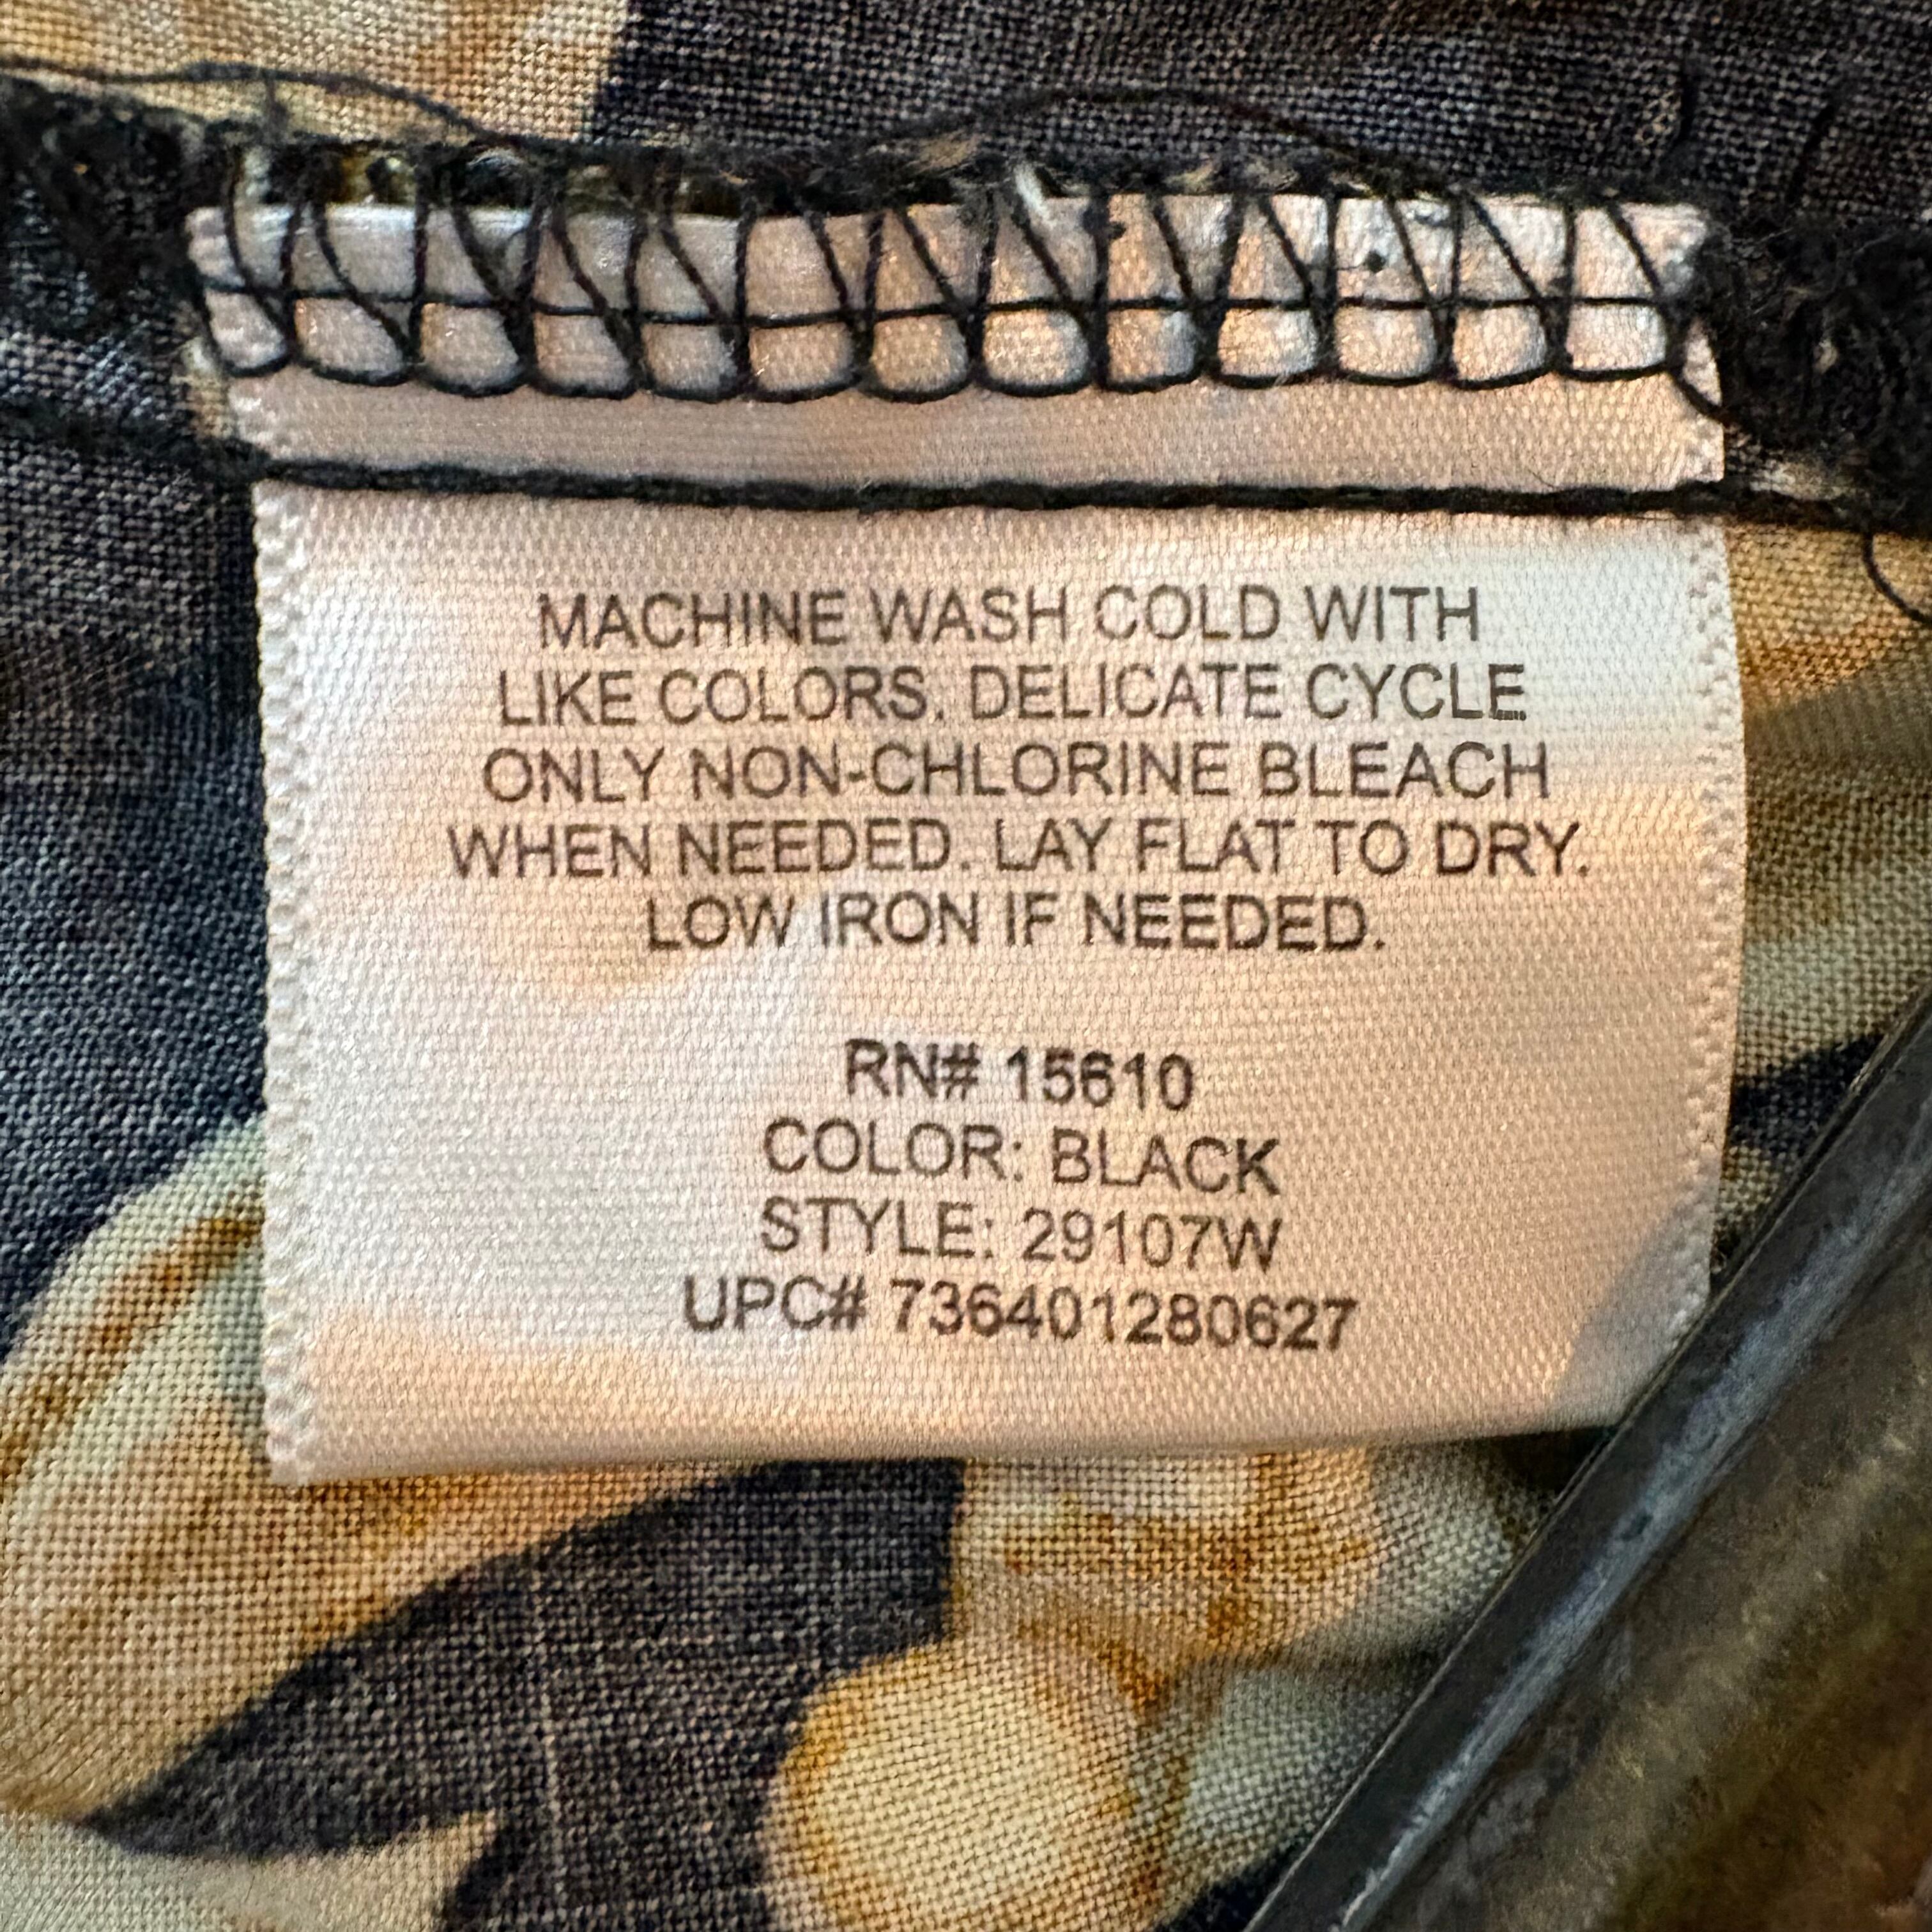 MACHINE WASH COLD WITH
LIKE COLORS. DELICATE CYCLE
ONLY NON-CHLORINE BLEACH
WHEN NEEDED. LAY FLAT TO DRY.
LOW IRON IF NEEDED.
RN# 15610
COLOR: BLACK
STYLE: 29107W
UPC# 736401280627